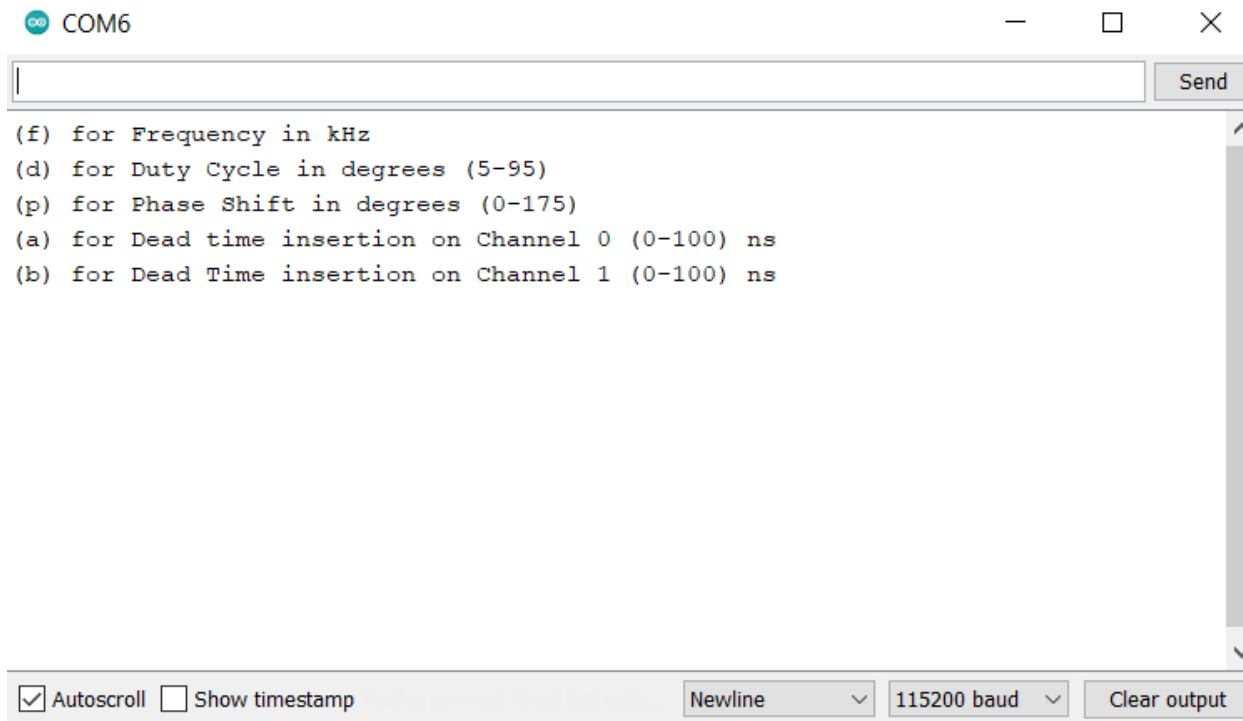 COM6
Send
(f) for Frequency in kHz
(d) for Duty Cycle in degrees (5-95)
(p) for Phase Shift in degrees (0-175)
(a) for Dead time insertion on Channel 0 (0-100) ns
(b) for Dead Time insertion on Channel 1 (0-100) ns
Autoscroll Show timestamp Newline 115200 baud Clear output